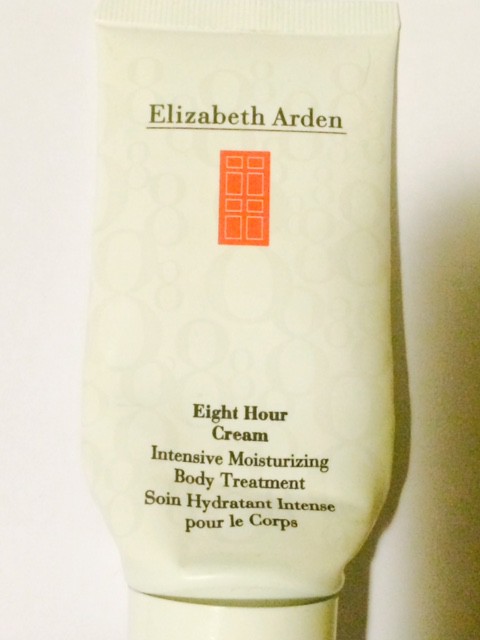 Elizabeth Arden
Eight Hour
Cream
Intensive Moisturizing
Body Treatment
Soin Hydratant Intense
pour le Corps